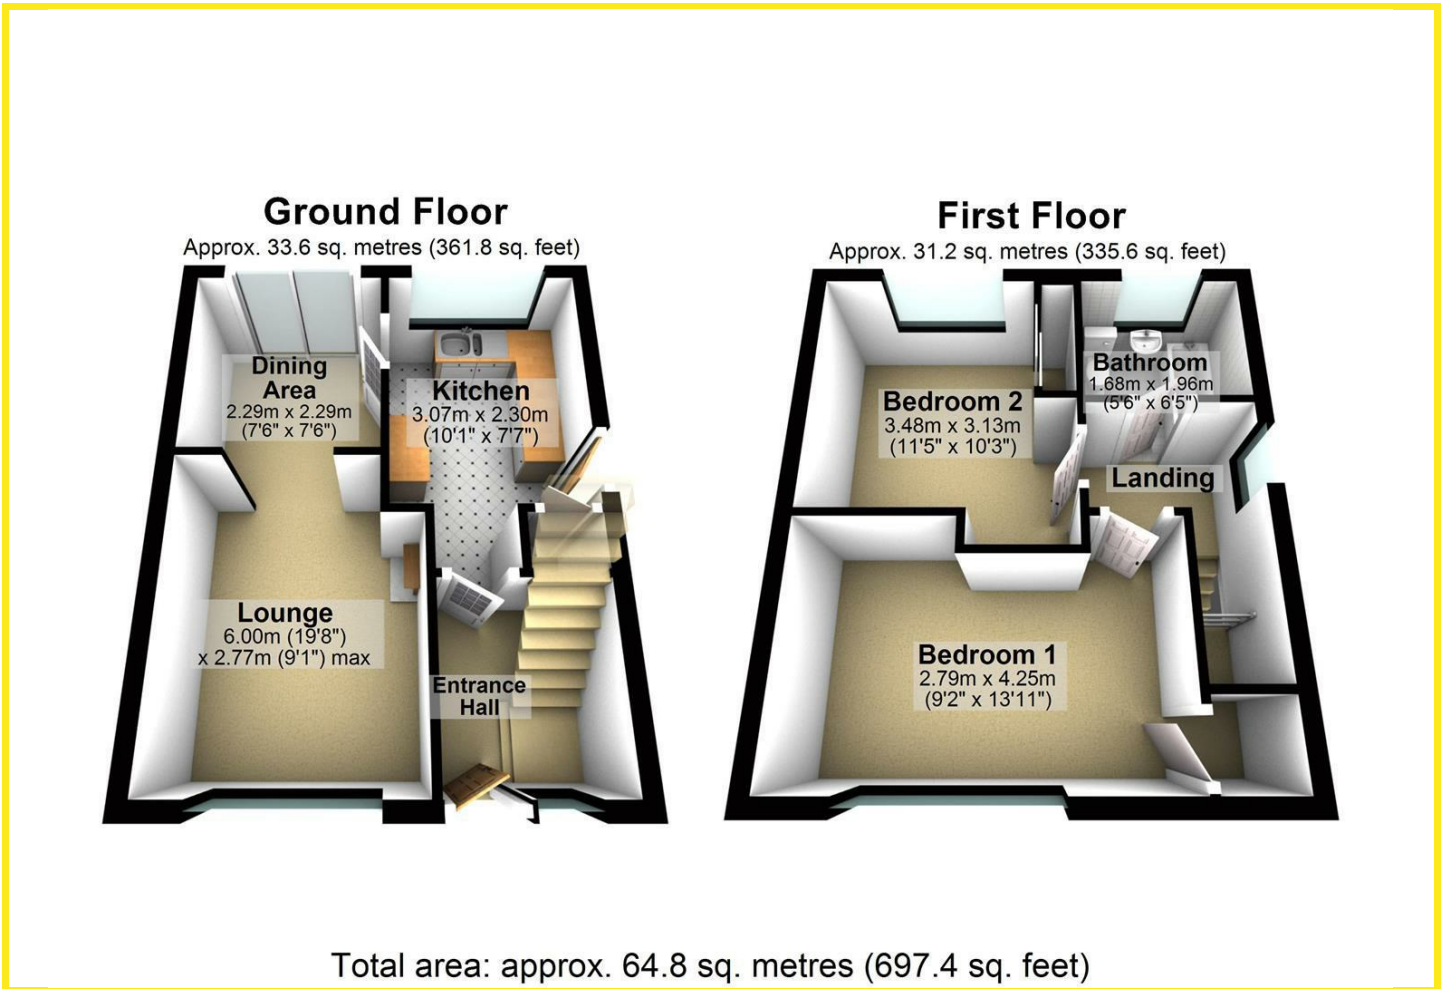 Ground Floor
Approx. 33.6 sq. metres (361.8 sq. feet)
Dining
Area
2.29m x 2.29m
(7'6" x 7'6")
Kitchen
3.07m x 2.30m
(10'1" x 7'7")
Lounge
6.00m (19'8")
x 2.77m (9'1") max
Entrance
Hall
First Floor
Approx. 31.2 sq. metres (335.6 sq. feet)
Bathroom
1.68m x 1.96m
(5'6" x 6'5")
Bedroom 2
3.48m x 3.13m
(11'5" x 10'3")
Landing
Bedroom 1
2.79m x 4.25m
(9'2" x 13'11")
Total area: approx. 64.8 sq. metres (697.4 sq. feet)